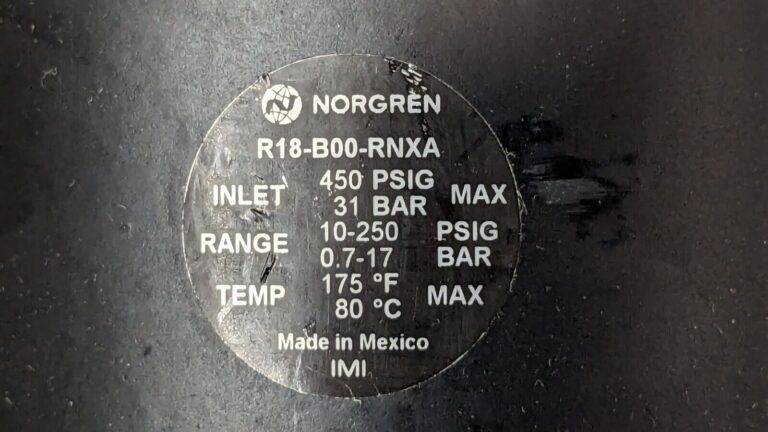 NORGREN
R18-B00-RNXA
INLET 450 PSIG MAX
31 BAR
RANGE 10-250 PSIG
0.7-17 BAR
TEMP 175 °F MAX
80 °C
Made in Mexico
IMI